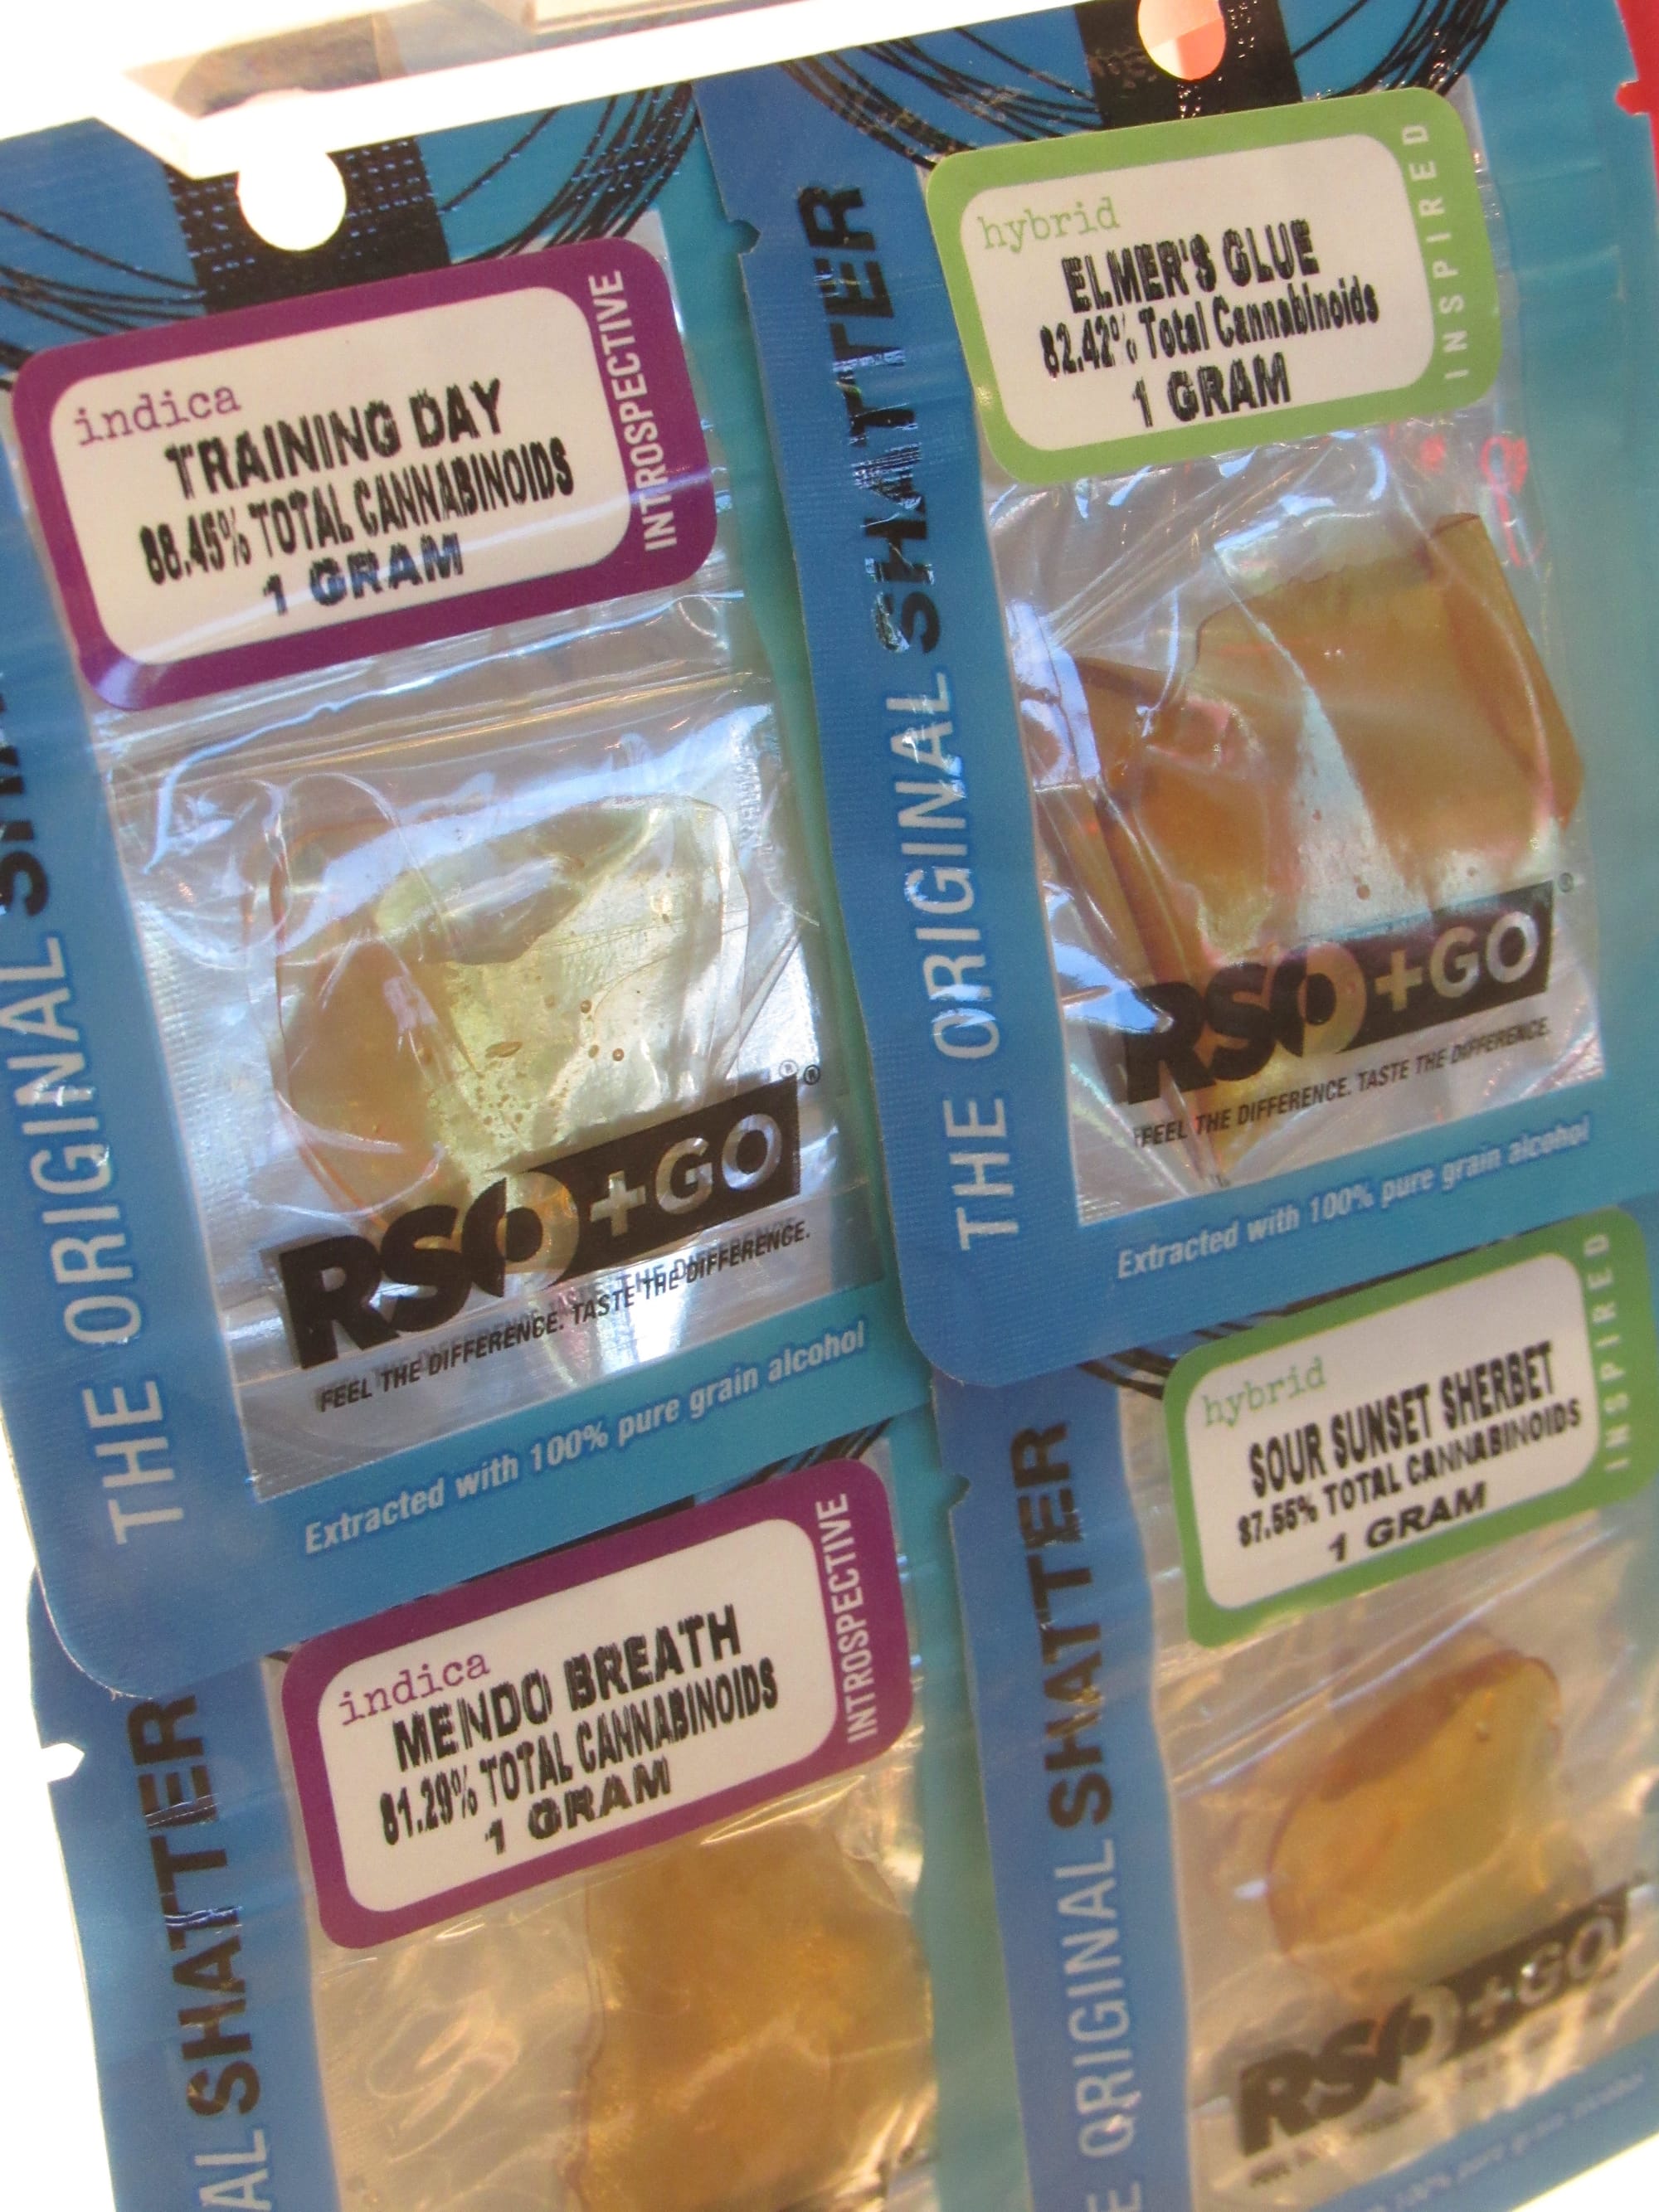 indica
TRAINING DAY
88.45% TOTAL CANNABINOIDS
1 GRAM
INTROSPECTIVE
THE ORIGINAL
RSO+GO
FEEL THE DIFFERENCE. TASTE THE DIFFERENCE.
Extracted with 100% pure grain alcohol
hybrid
ELMER'S GLUE
82.42% Total Cannabinoids
1 GRAM
INSPIRED
THE ORIGINAL SHATTER
RSO+GO®
FEEL THE DIFFERENCE. TASTE THE DIFFERENCE.
Extracted with 100% pure grain alcohol
indica
MENDO BREATH
81.29% TOTAL CANNABINOIDS
1 GRAM
INTROSPECTIVE
SHATTER
hybrid
SOUR SUNSET SHERBET
87.55% TOTAL CANNABINOIDS
1 GRAM
INSPIRED
ORIGINAL SHATTER
RSO+GO